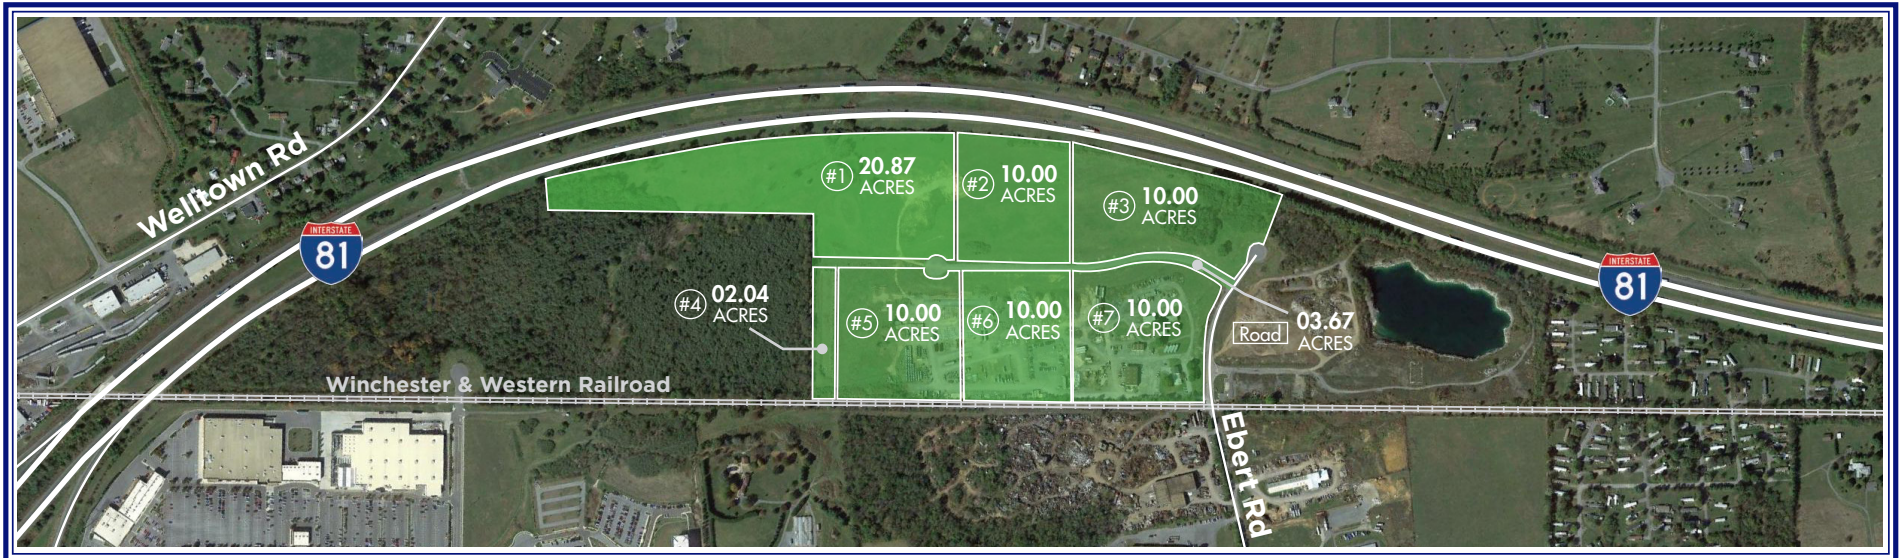 Welltown Rd
INTERSTATE
81
#1 20.87
ACRES
#2 10.00
ACRES
#3 10.00
ACRES
#4 02.04
ACRES
#5 10.00
ACRES
#6 10.00
ACRES
#7 10.00
ACRES
Road 03.67
ACRES
INTERSTATE
81
Winchester & Western Railroad
Ebert Rd